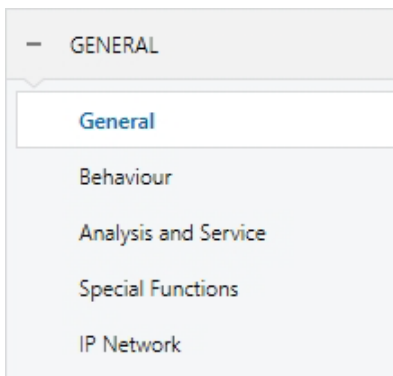 GENERAL
General
Behaviour
Analysis and Service
Special Functions
IP Network